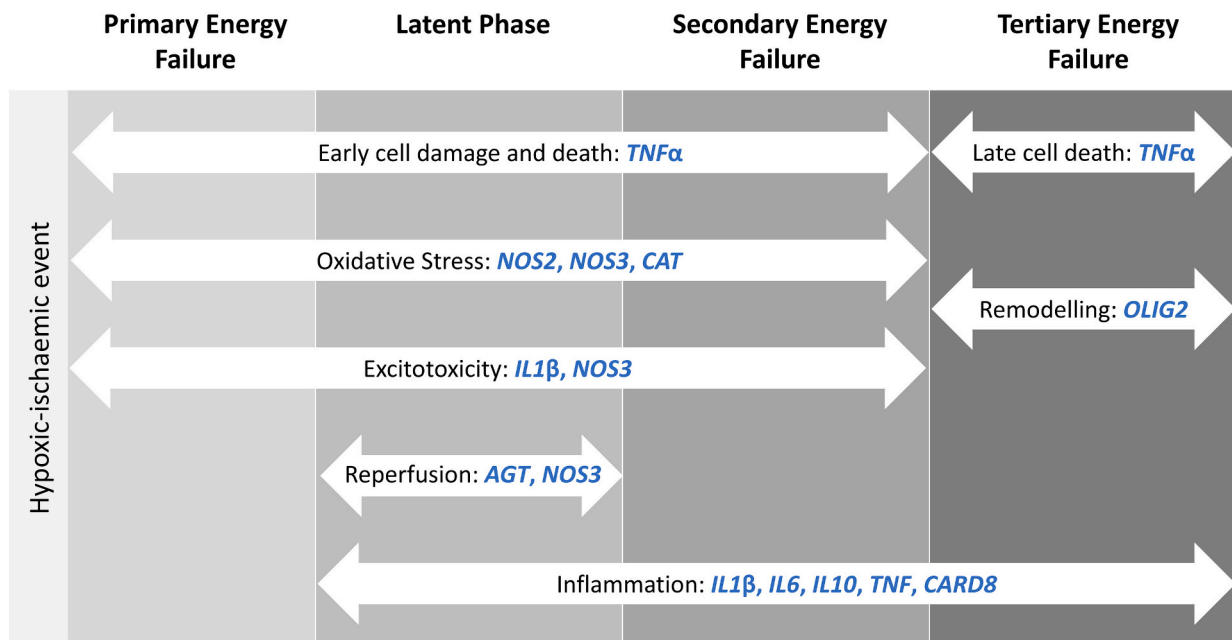 Primary Energy
Failure
Latent Phase
Secondary Energy
Failure
Tertiary Energy
Failure
Hypoxic-ischaemic event
Early cell damage and death: TNFα
Late cell death: TNFα
Oxidative Stress: NOS2, NOS3, CAT
Remodelling: OLIG2
Excitotoxicity: IL1β, NOS3
Reperfusion: AGT, NOS3
Inflammation: IL1β, IL6, IL10, TNF, CARD8